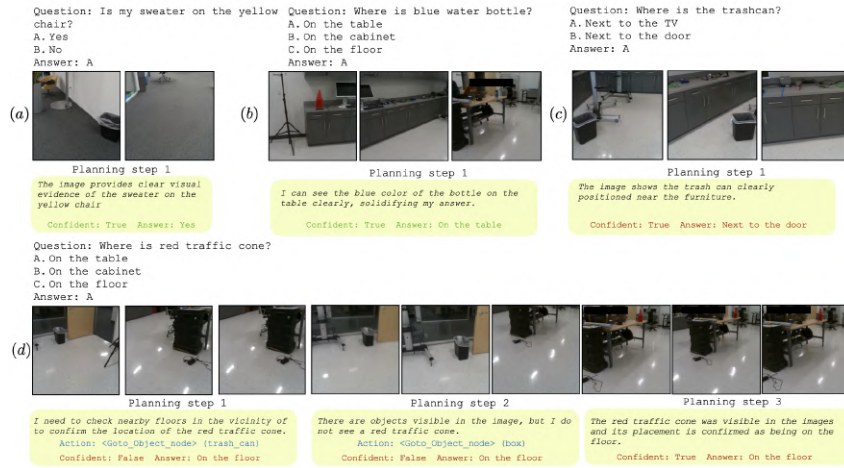 Question: Is my sweater on the yellow
chair?
A. Yes
B. No
Answer: A
Question: Where is blue water bottle?
A. On the table
B. On the cabinet
C. On the floor
Answer: A
Question: Where is the trashcan?
A. Next to the TV
B. Next to the door
Answer: A
(a)
(b)
(c)
Planning step 1
The image provides clear visual
evidence of the sweater on the
yellow chair
Confident: True Answer: Yes
Planning step 1
I can see the blue color of the bottle on the
table clearly, solidifying my answer.
Confident: True Answer: On the table
Planning step 1
The image shows the trash can clearly
positioned near the furniture.
Confident: True Answer: Next to the door
Question: Where is red traffic cone?
A. On the table
B. On the cabinet
C. On the floor
Answer: A
(d)
Planning step 1
I need to check nearby floors in the vicinity of
to confirm the location of the red traffic cone.
Action: <Goto_Object_node> (trash_can)
Confident: False Answer: On the floor
Planning step 2
There are objects visible in the image, but I do
not see a red traffic cone.
Action: <Goto_Object_node> (box)
Confident: False Answer: On the floor
Planning step 3
The red traffic cone was visible in the images
and its placement is confirmed as being on the
floor.
Confident: True Answer: On the floor